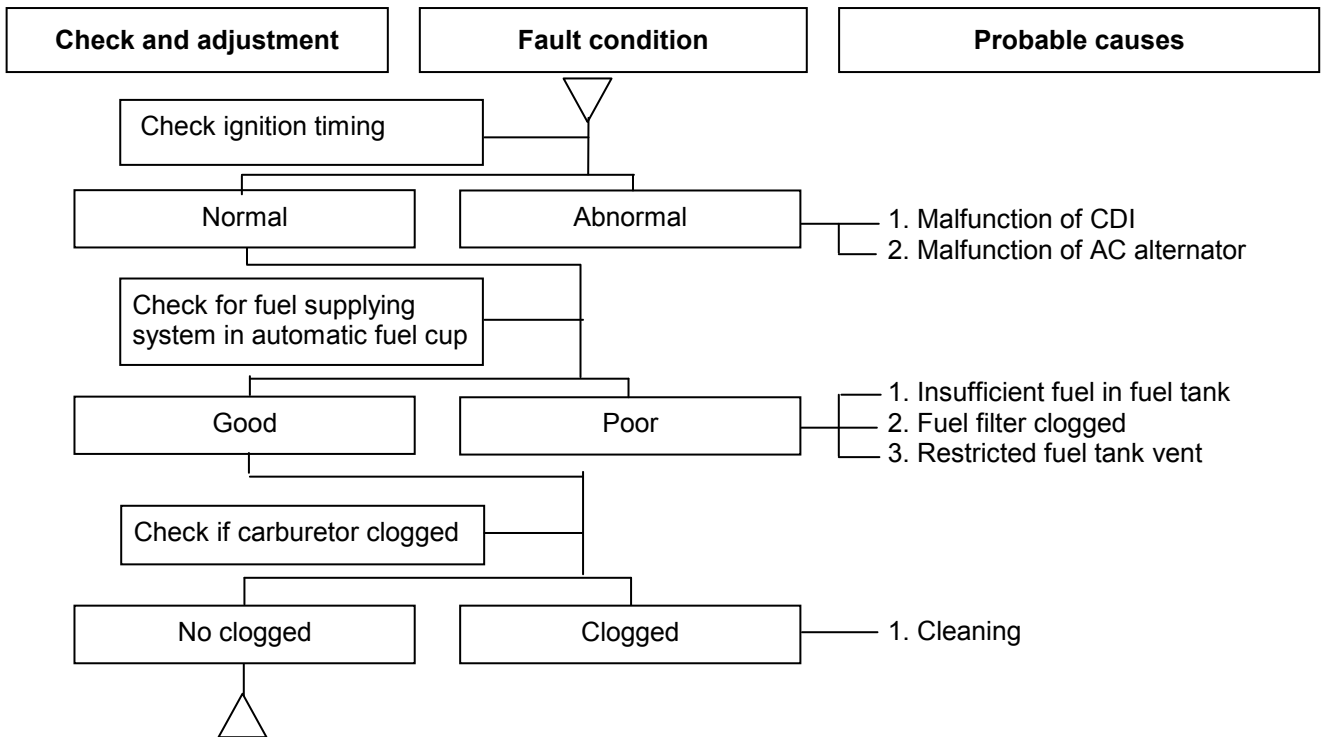 Check and adjustment
Fault condition
Probable causes
Check ignition timing
Normal
Abnormal
1. Malfunction of CDI
2. Malfunction of AC alternator
Check for fuel supplying
system in automatic fuel cup
Good
Poor
1. Insufficient fuel in fuel tank
2. Fuel filter clogged
3. Restricted fuel tank vent
Check if carburetor clogged
No clogged
Clogged
1. Cleaning